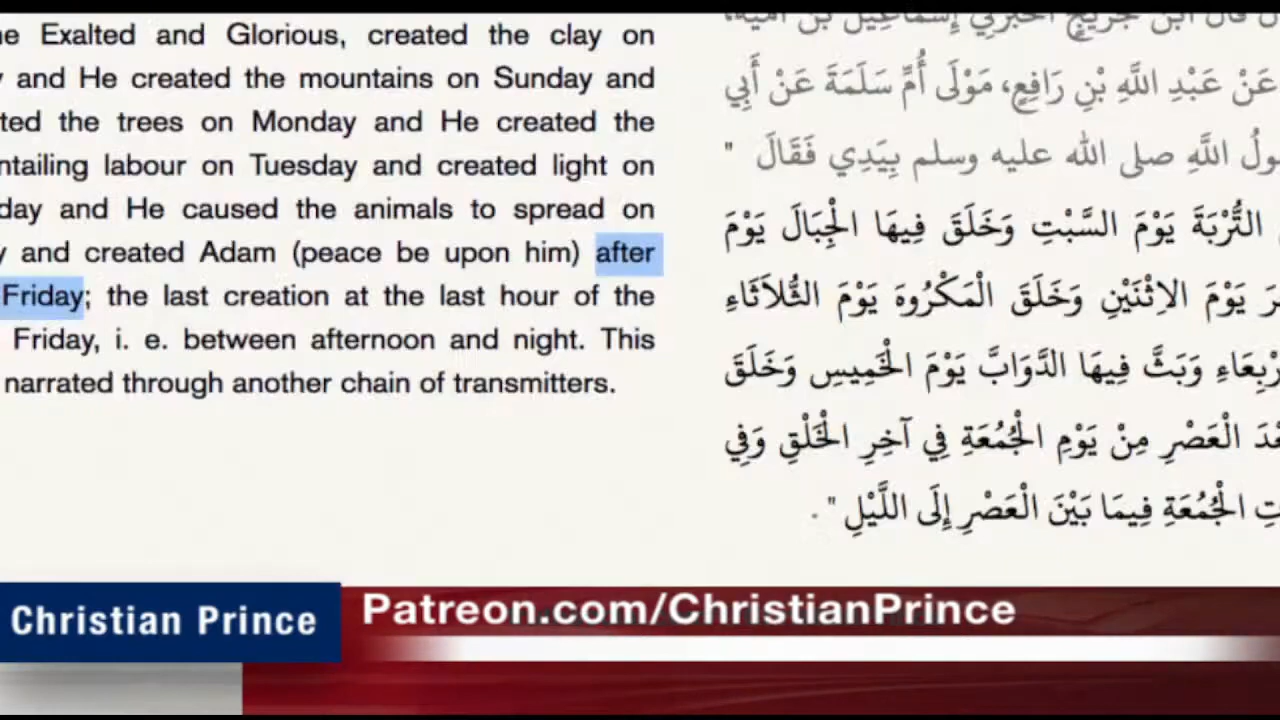 Exalted and Glorious, created the clay on
and He created the mountains on Sunday and
the trees on Monday and He created the
labour on Tuesday and created light on
and He caused the animals to spread on
and created Adam (peace be upon him) after
Friday; the last creation at the last hour of the
Friday, i. e. between afternoon and night. This
narrated through another chain of transmitters.
عَنْ عَبْدِ اللَّهِ بْنِ رَافِعٍ، مَوْلَى أُمِّ سَلَمَةَ عَنْ أَبِي
اللَّهِ صلى الله عليه وسلم بِيَدِي فَقَالَ "
التُّرْبَةَ يَوْمَ السَّبْتِ وَخَلَقَ فِيهَا الْجِبَالَ يَوْمَ
يَوْمَ الاِثْنَيْنِ وَخَلَقَ الْمَكْرُوهَ يَوْمَ الثُّلاَثَاءِ
وَبَثَّ فِيهَا الدَّوَابَّ يَوْمَ الْخَمِيسِ وَخَلَقَ
الْعَصْرِ مِنْ يَوْمِ الْجُمُعَةِ فِي آخِرِ الْخَلْقِ وَفِي
الْجُمُعَةِ فِيمَا بَيْنَ الْعَصْرِ إِلَى اللَّيْلِ " .
Christian Prince
Patreon.com/ChristianPrince